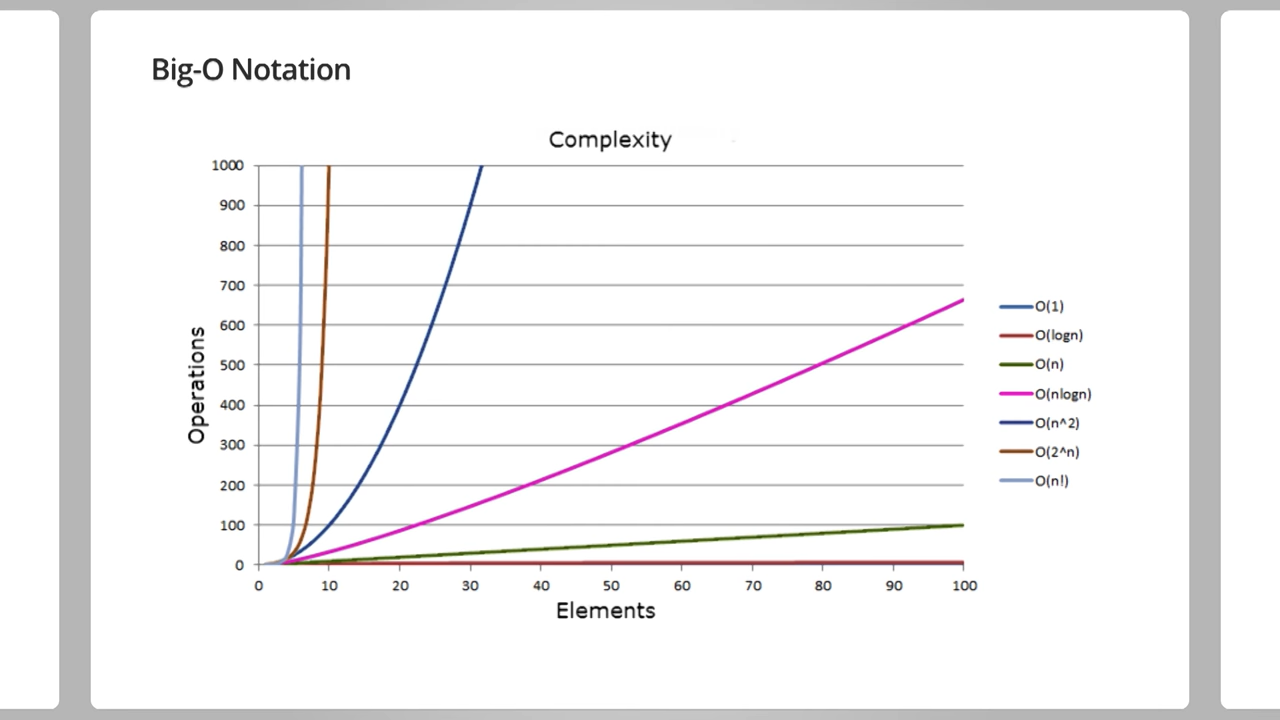 Big-O Notation
Complexity
1000
900
800
700
600
500
400
300
200
100
0
Operations
0 10 20 30 40 50 60 70 80 90 100
Elements
O(1)
O(logn)
O(n)
O(nlogn)
O(n^2)
O(2^n)
O(n!)